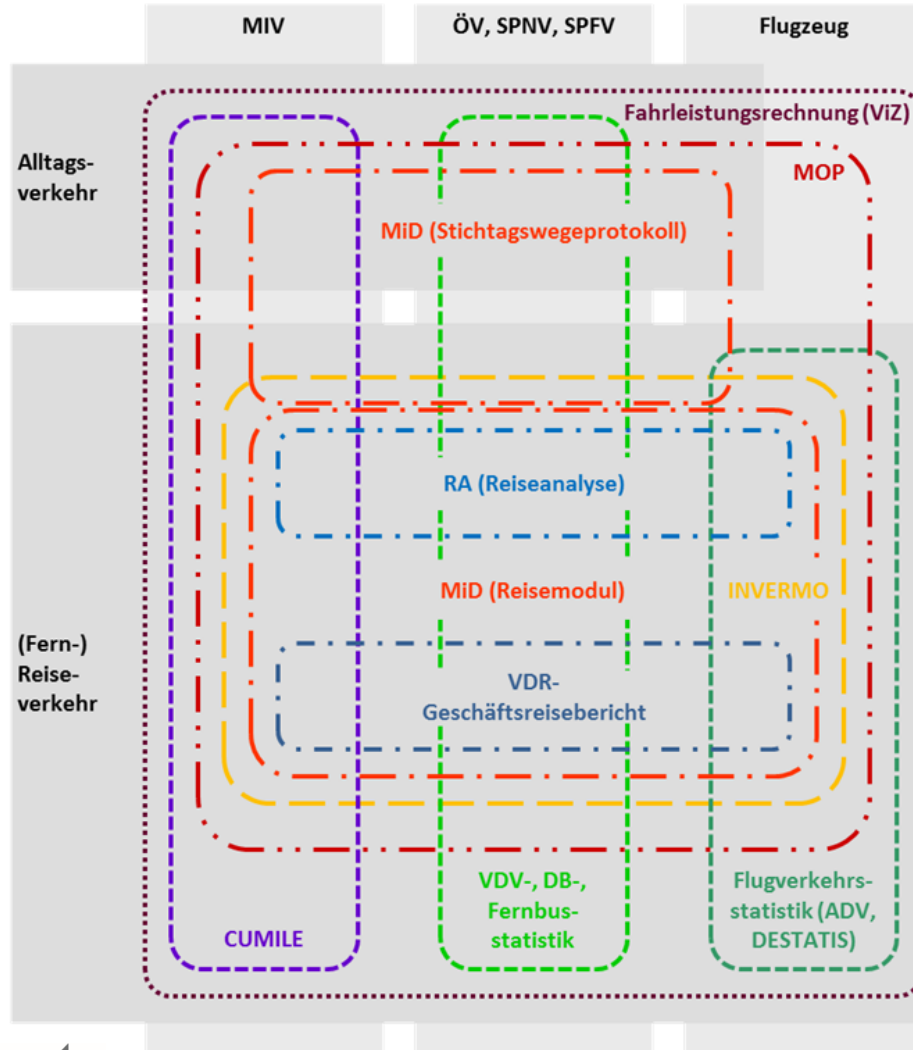 MIV
ÖV, SPNV, SPFV
Flugzeug
Fahrleistungsrechnung (ViZ)
Alltags-
verkehr
MOP
MiD (Stichtagswegeprotokoll)
RA (Reiseanalyse)
MiD (Reisemodul)
INVERMO
(Fern-)
Reise-
verkehr
VDR-
Geschäftsreisebericht
CUMILE
VDV-, DB-,
Fernbus-
statistik
Flugverkehrs-
statistik (ADV,
DESTATIS)